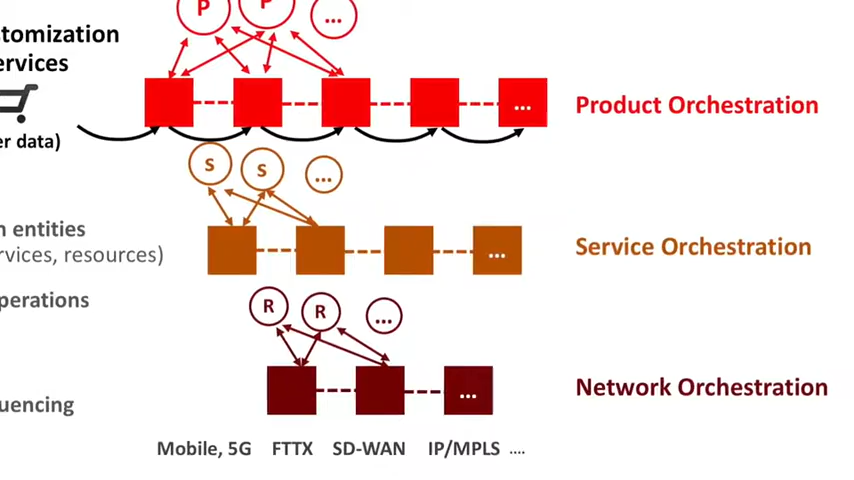 P P ...
stomization
ervices
... Product Orchestration
er data)
S S ...
n entities
rvices, resources)
... Service Orchestration
perations
R R ...
... Network Orchestration
uencing
Mobile, 5G FTTX SD-WAN IP/MPLS ....